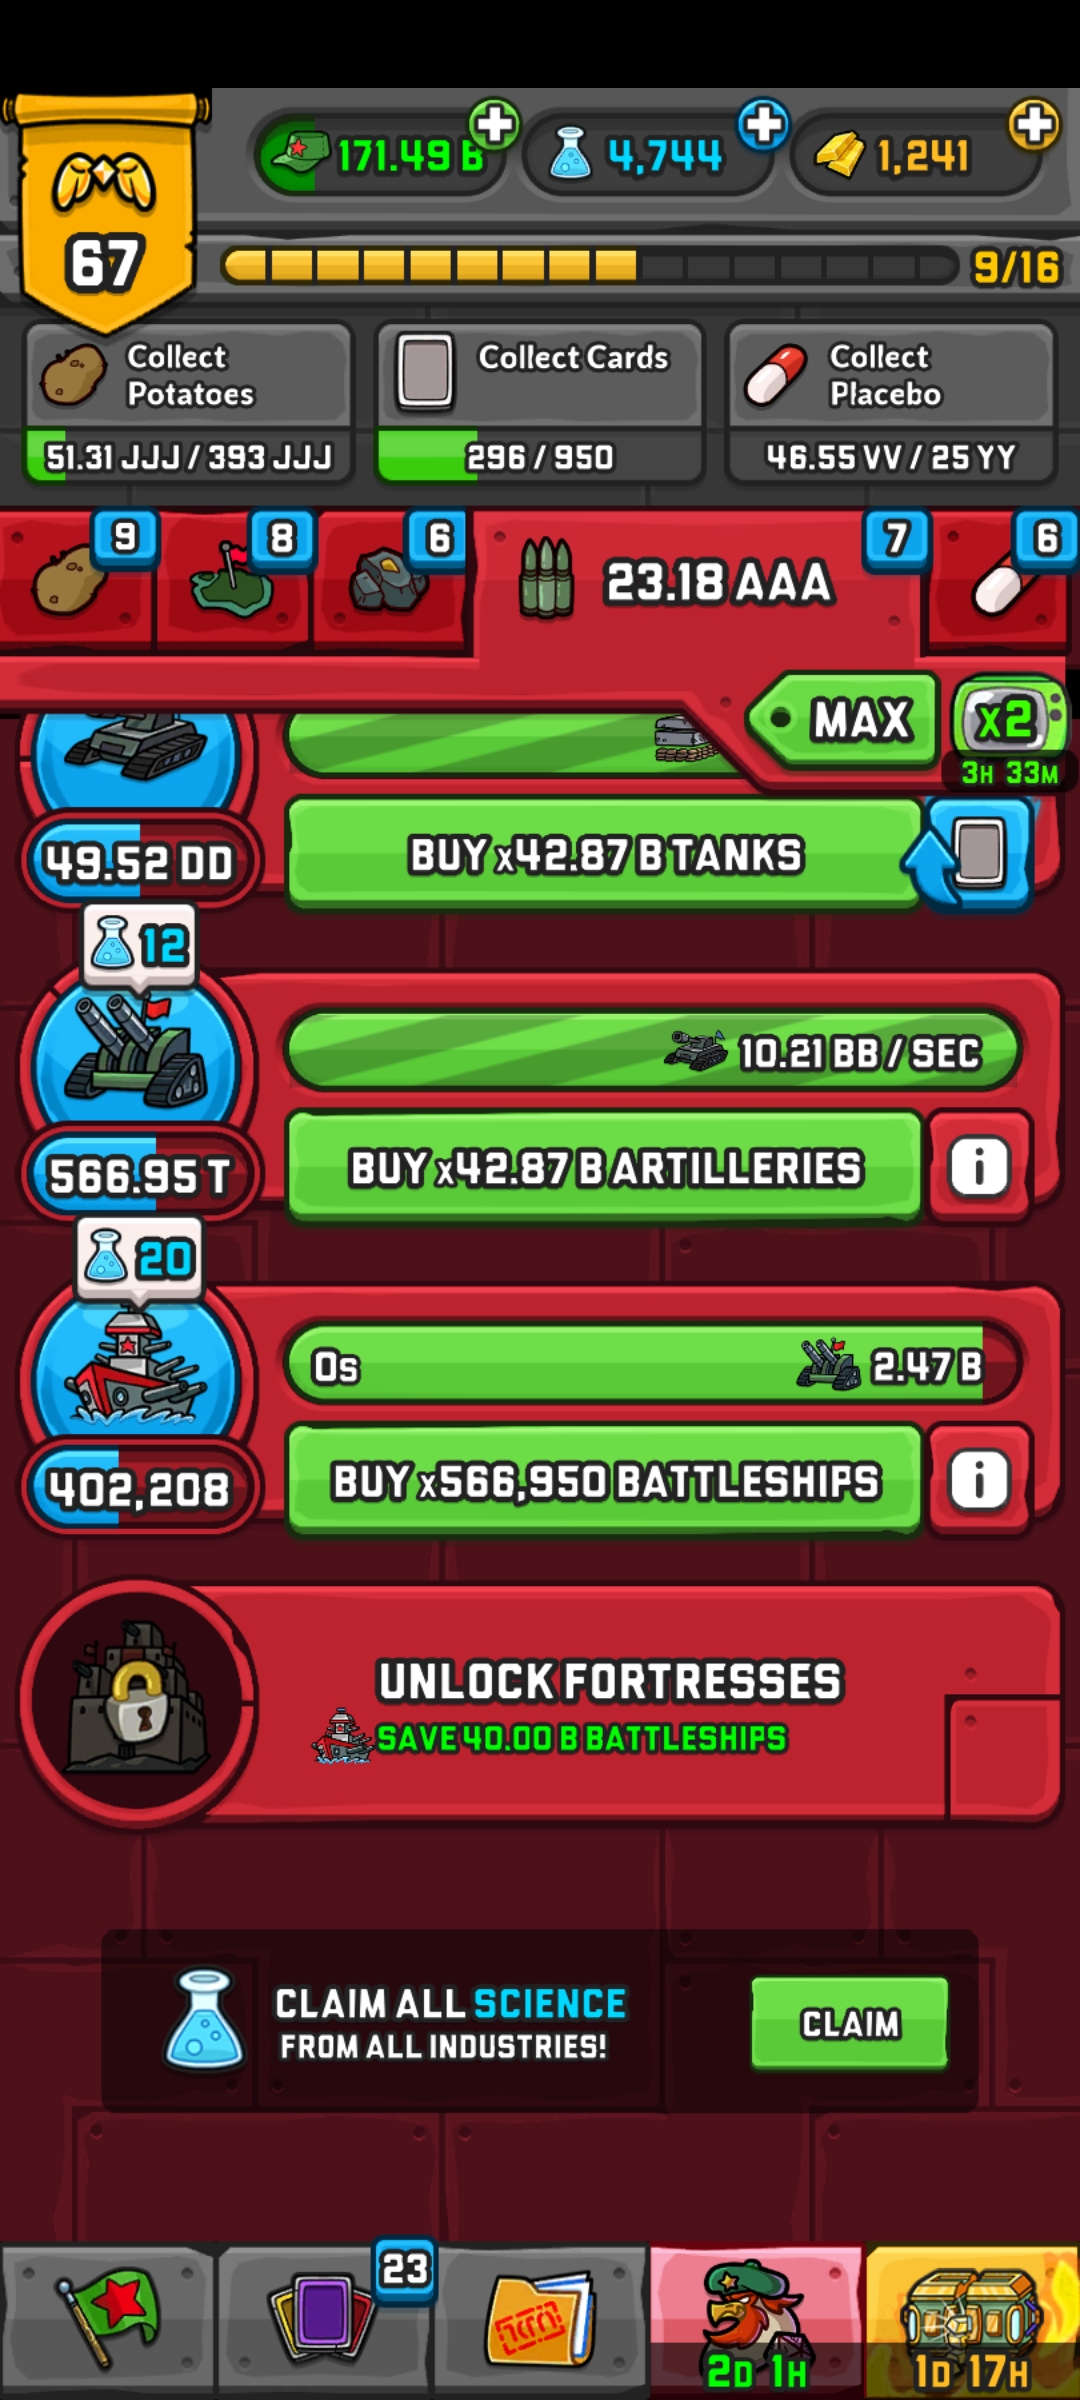 171.49 B
4,744
1,241
67
9/16
Collect
Potatoes
51.31 JJJ / 393 JJJ
Collect Cards
296 / 950
Collect
Placebo
46.55 VV / 25 YY
9
8
6
23.18 AAA
7
6
MAX
x2
3H 33M
49.52 DD
BUY x42.87 B TANKS
12
10.21 BB / SEC
566.95 T
BUY x42.87 B ARTILLERIES
i
20
0s
2.47 B
402,208
BUY x566,950 BATTLESHIPS
i
UNLOCK FORTRESSES
SAVE 40.00 B BATTLESHIPS
CLAIM ALL SCIENCE
FROM ALL INDUSTRIES!
CLAIM
23
2D 1H
1D 17H